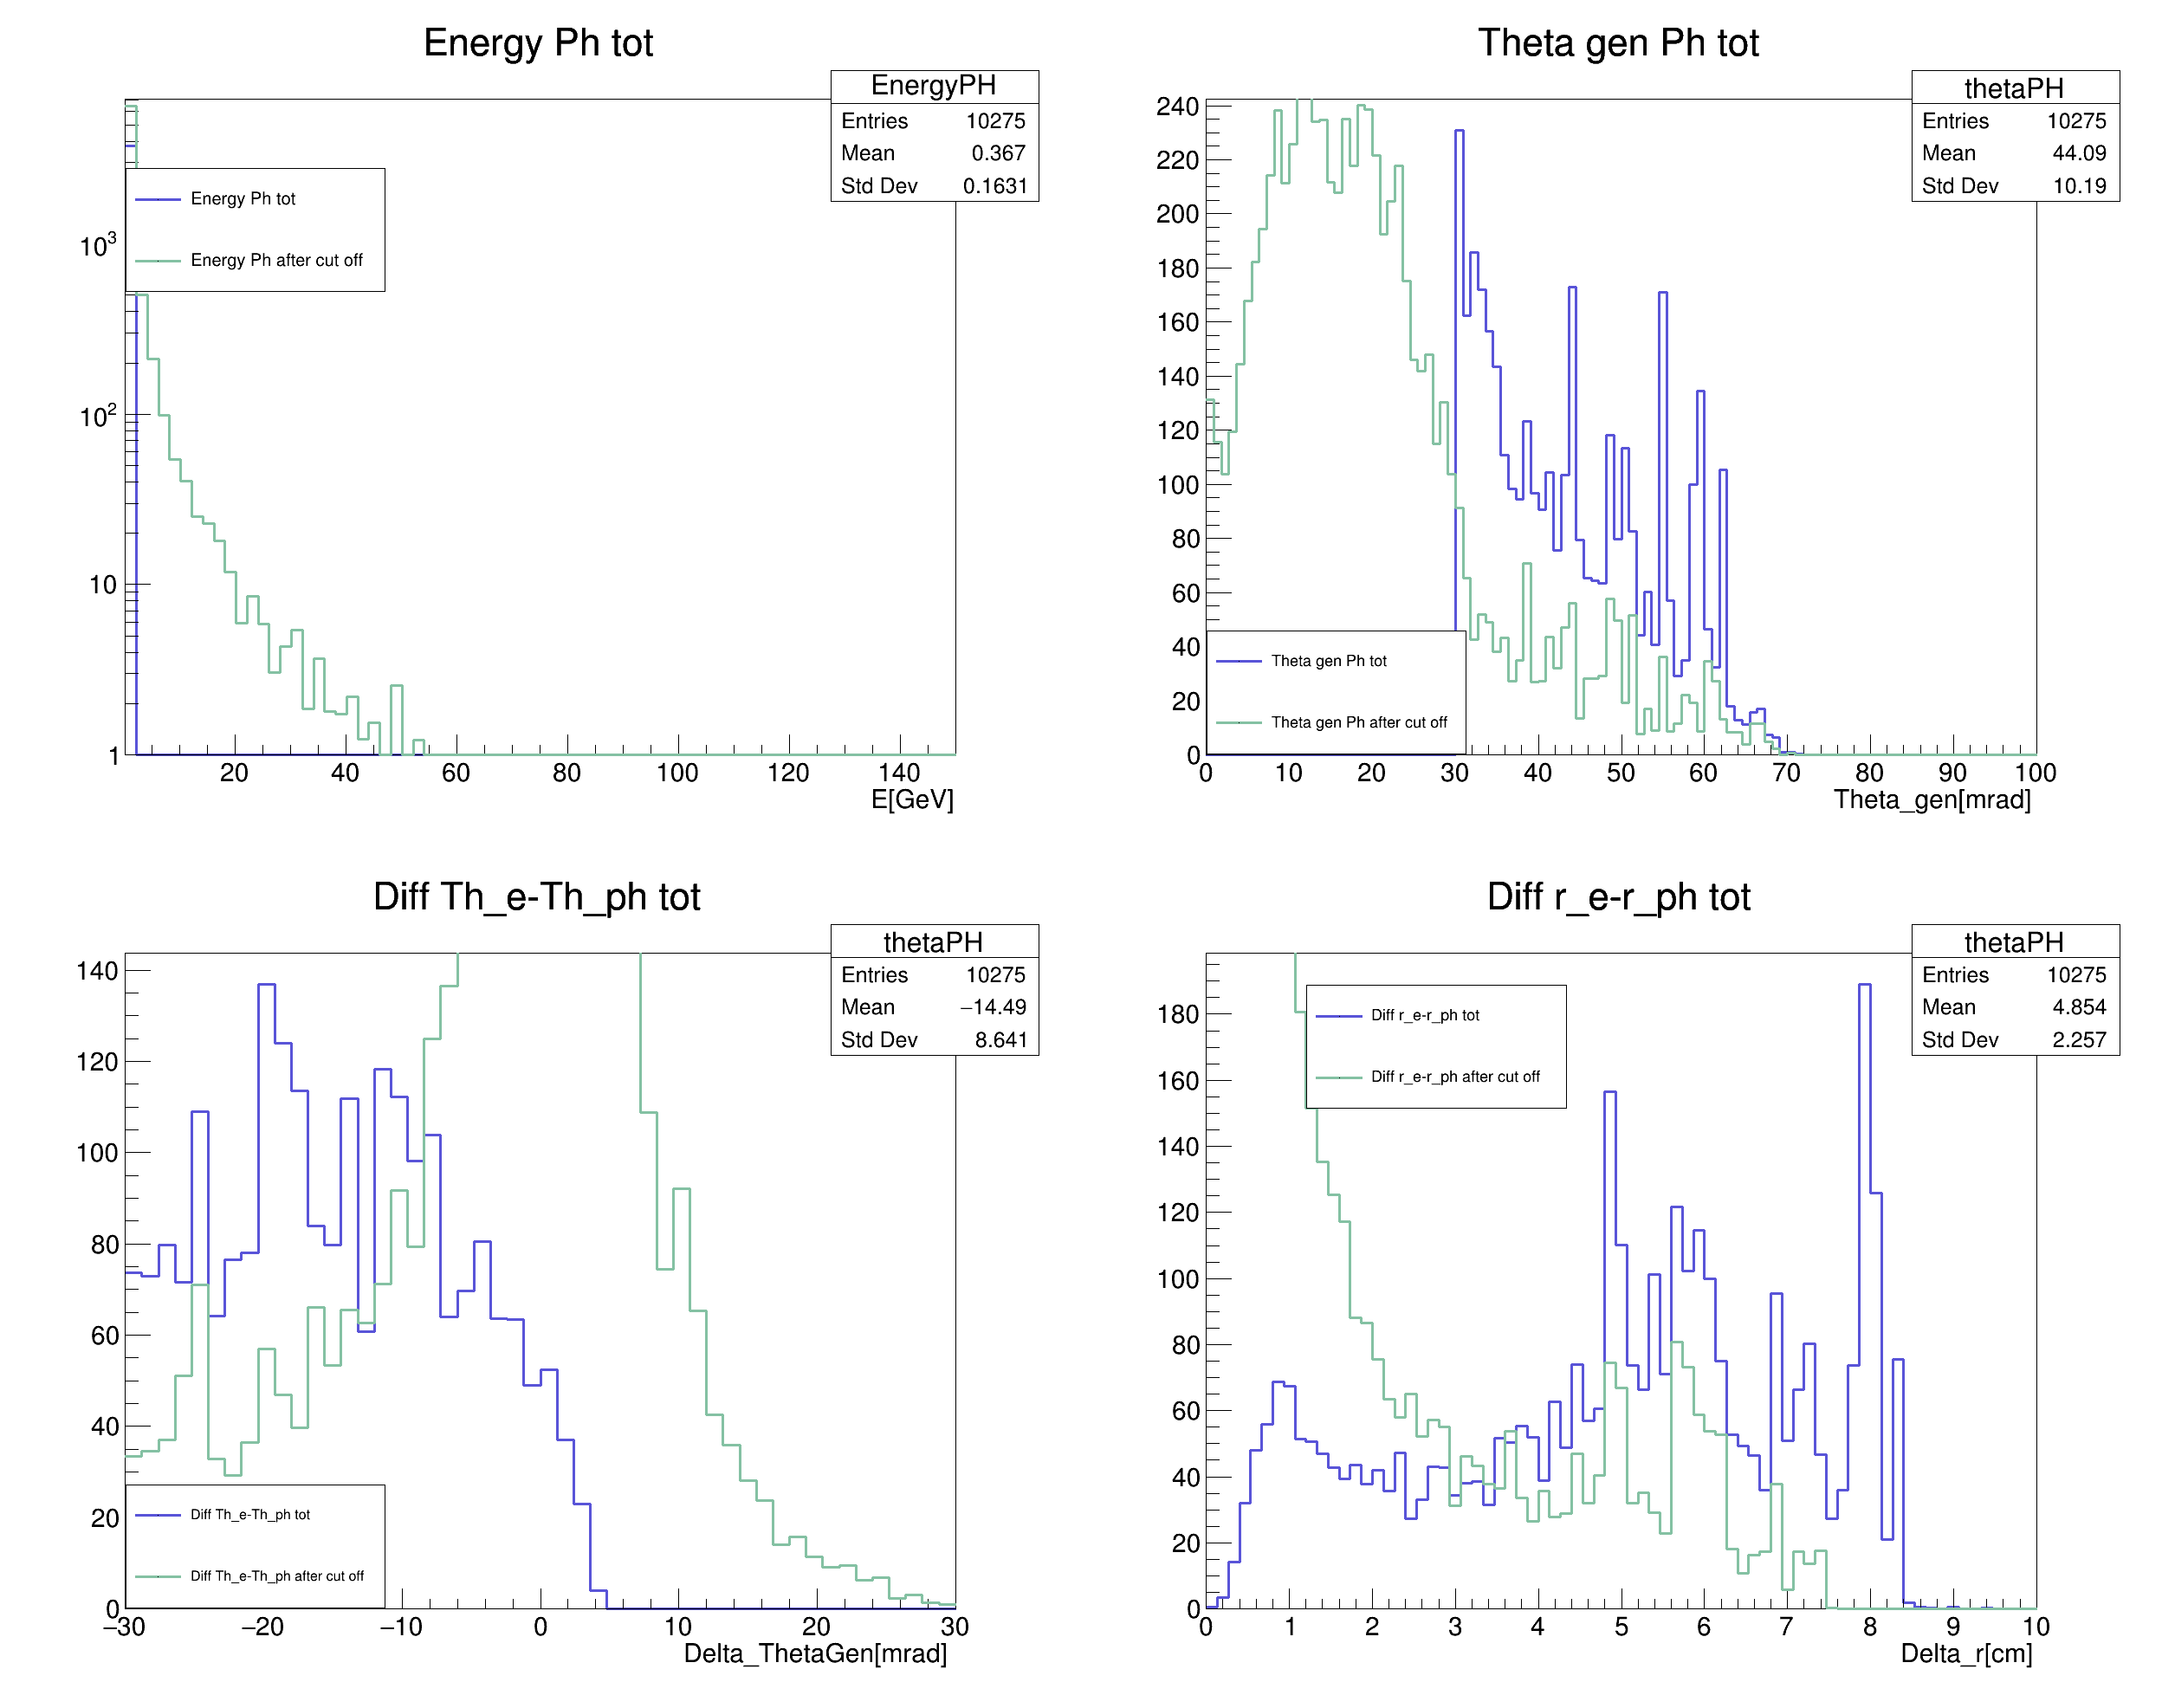 Energy Ph tot
EnergyPH
Entries 10275
Mean 0.367
Std Dev 0.1631
Energy Ph tot
Energy Ph after cut off
10³
10²
10
1
20 40 60 80 100 120 140
E[GeV]
Theta gen Ph tot
thetaPH
Entries 10275
Mean 44.09
Std Dev 10.19
240
220
200
180
160
140
120
100
80
60
40
20
0
Theta gen Ph tot
Theta gen Ph after cut off
0 10 20 30 40 50 60 70 80 90 100
Theta_gen[mrad]
Diff Th_e-Th_ph tot
thetaPH
Entries 10275
Mean −14.49
Std Dev 8.641
140
120
100
80
60
40
20
0
Diff Th_e-Th_ph tot
Diff Th_e-Th_ph after cut off
−30 −20 −10 0 10 20 30
Delta_ThetaGen[mrad]
Diff r_e-r_ph tot
thetaPH
Entries 10275
Mean 4.854
Std Dev 2.257
Diff r_e-r_ph tot
Diff r_e-r_ph after cut off
180
160
140
120
100
80
60
40
20
0
0 1 2 3 4 5 6 7 8 9 10
Delta_r[cm]